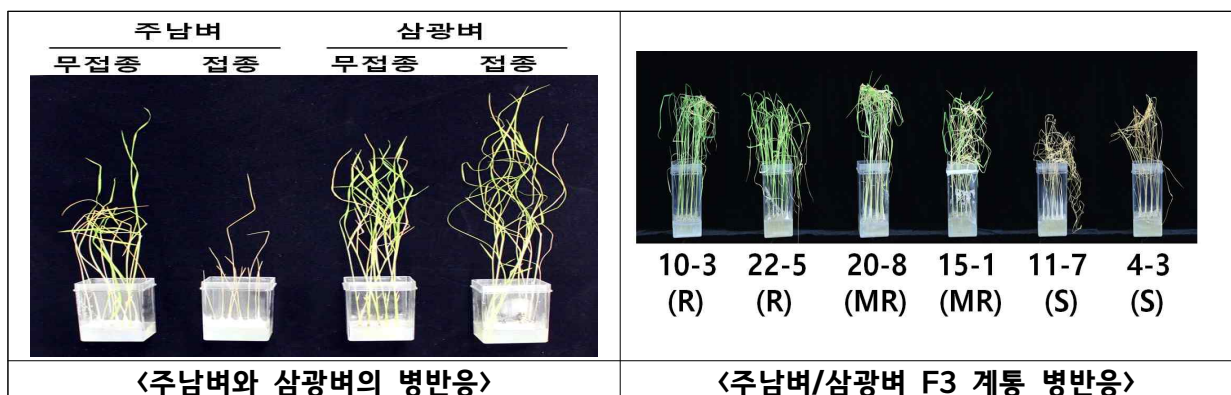 주남벼 삼광벼
무접종 접종 무접종 접종
<주남벼와 삼광벼의 병반응>
10-3 22-5 20-8 15-1 11-7 4-3
(R) (R) (MR) (MR) (S) (S)
<주남벼/삼광벼 F3 계통 병반응>